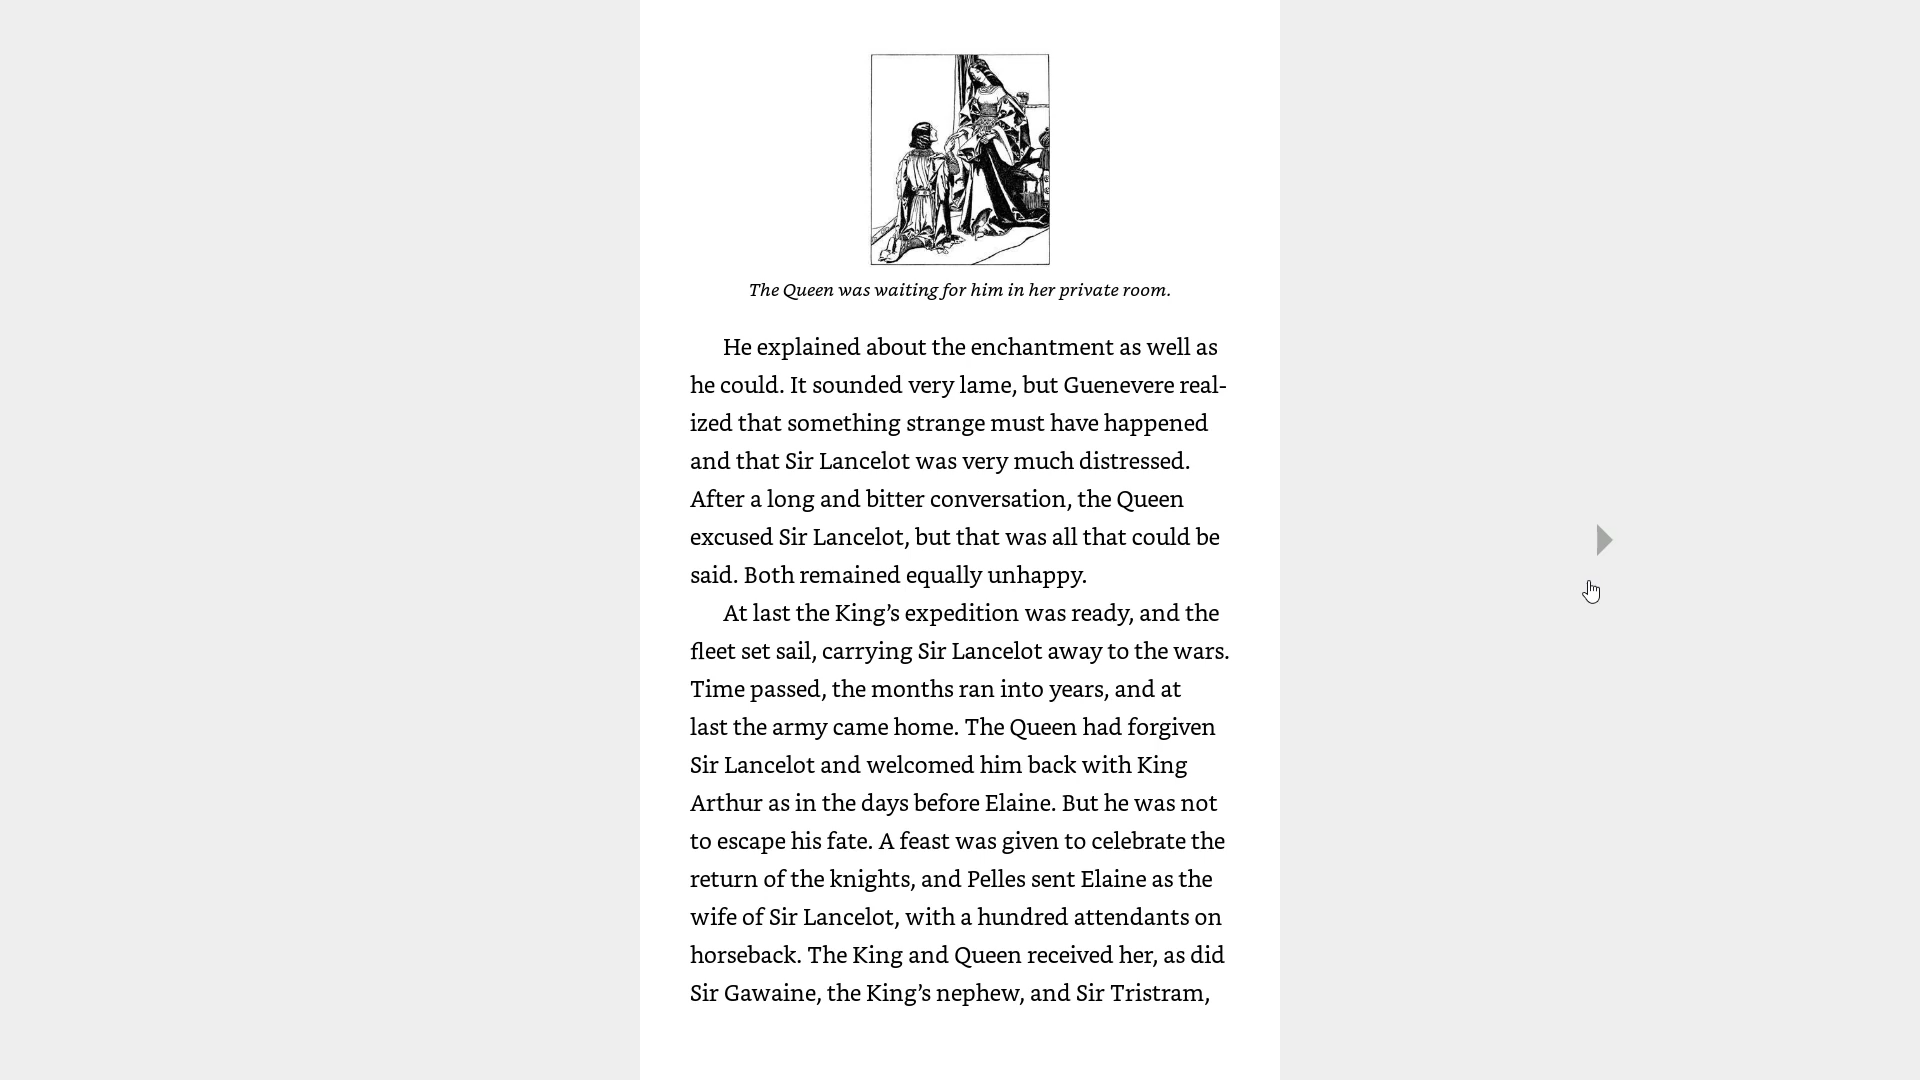 The Queen was waiting for him in her private room.
He explained about the enchantment as well as
he could. It sounded very lame, but Guenevere real-
ized that something strange must have happened
and that Sir Lancelot was very much distressed.
After a long and bitter conversation, the Queen
excused Sir Lancelot, but that was all that could be
said. Both remained equally unhappy.
At last the King’s expedition was ready, and the
fleet set sail, carrying Sir Lancelot away to the wars.
Time passed, the months ran into years, and at
last the army came home. The Queen had forgiven
Sir Lancelot and welcomed him back with King
Arthur as in the days before Elaine. But he was not
to escape his fate. A feast was given to celebrate the
return of the knights, and Pelles sent Elaine as the
wife of Sir Lancelot, with a hundred attendants on
horseback. The King and Queen received her, as did
Sir Gawaine, the King’s nephew, and Sir Tristram,